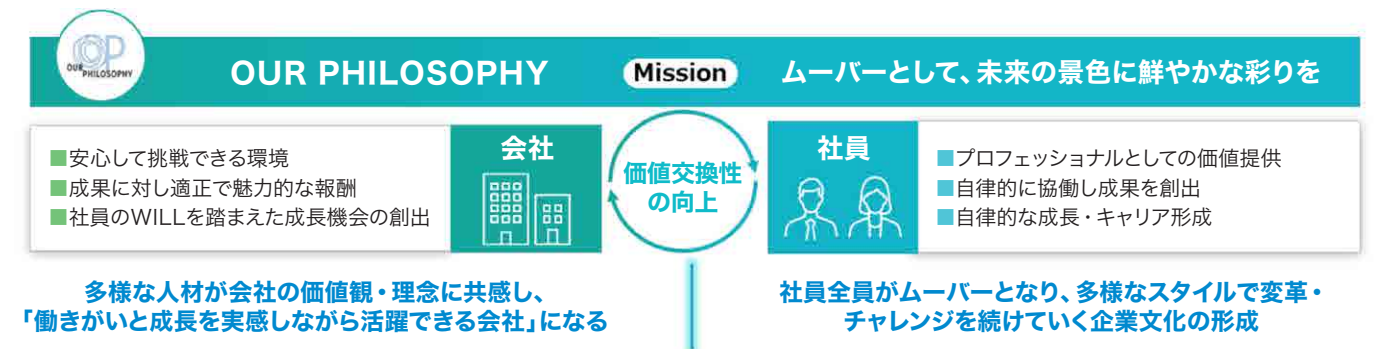 OP
OUR PHILOSOPHY
OUR PHILOSOPHY
Mission
ムーバーとして、未来の景色に鮮やかな彩りを
■安心して挑戦できる環境
■成果に対し適正で魅力的な報酬
■社員のWILLを踏まえた成長機会の創出
会社
価値交換性
の向上
社員
■プロフェッショナルとしての価値提供
■自律的に協働し成果を創出
■自律的な成長・キャリア形成
多様な人材が会社の価値観・理念に共感し、
「働きがいと成長を実感しながら活躍できる会社」になる
社員全員がムーバーとなり、多様なスタイルで変革・
チャレンジを続けていく企業文化の形成